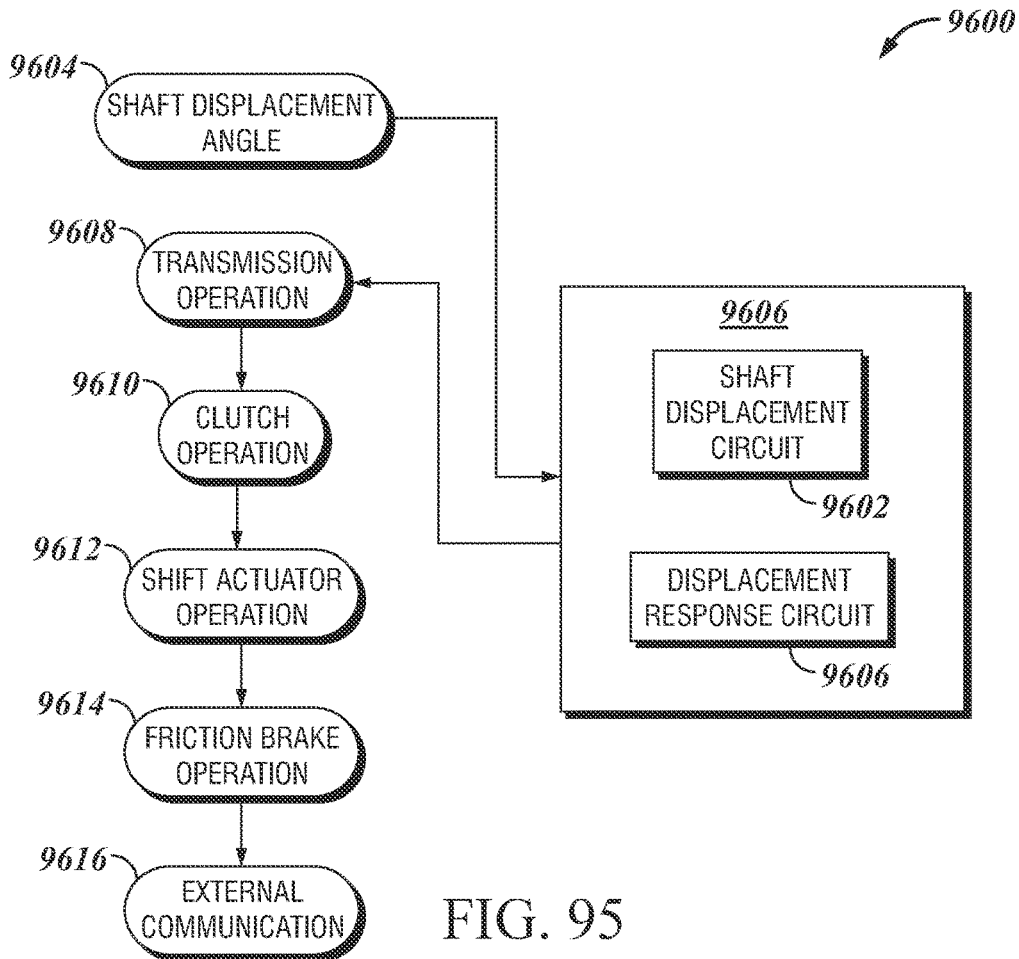 9600
9604
SHAFT DISPLACEMENT
ANGLE
9608
TRANSMISSION
OPERATION
9610
CLUTCH
OPERATION
9612
SHIFT ACTUATOR
OPERATION
9614
FRICTION BRAKE
OPERATION
9616
EXTERNAL
COMMUNICATION
9606
SHAFT
DISPLACEMENT
CIRCUIT
9602
DISPLACEMENT
RESPONSE CIRCUIT
9606
FIG. 95